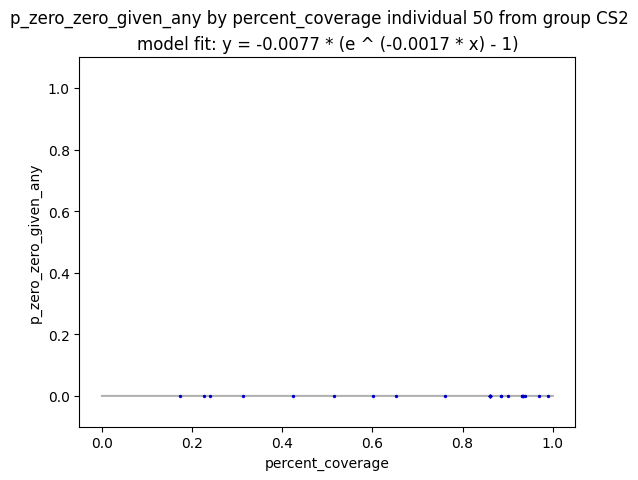 p_zero_zero_given_any by percent_coverage individual 50 from group CS2
model fit: y = -0.0077 * (e ^ (-0.0017 * x) - 1)
1.0
0.8
0.6
0.4
0.2
0.0
p_zero_zero_given_any
0.0 0.2 0.4 0.6 0.8 1.0
percent_coverage